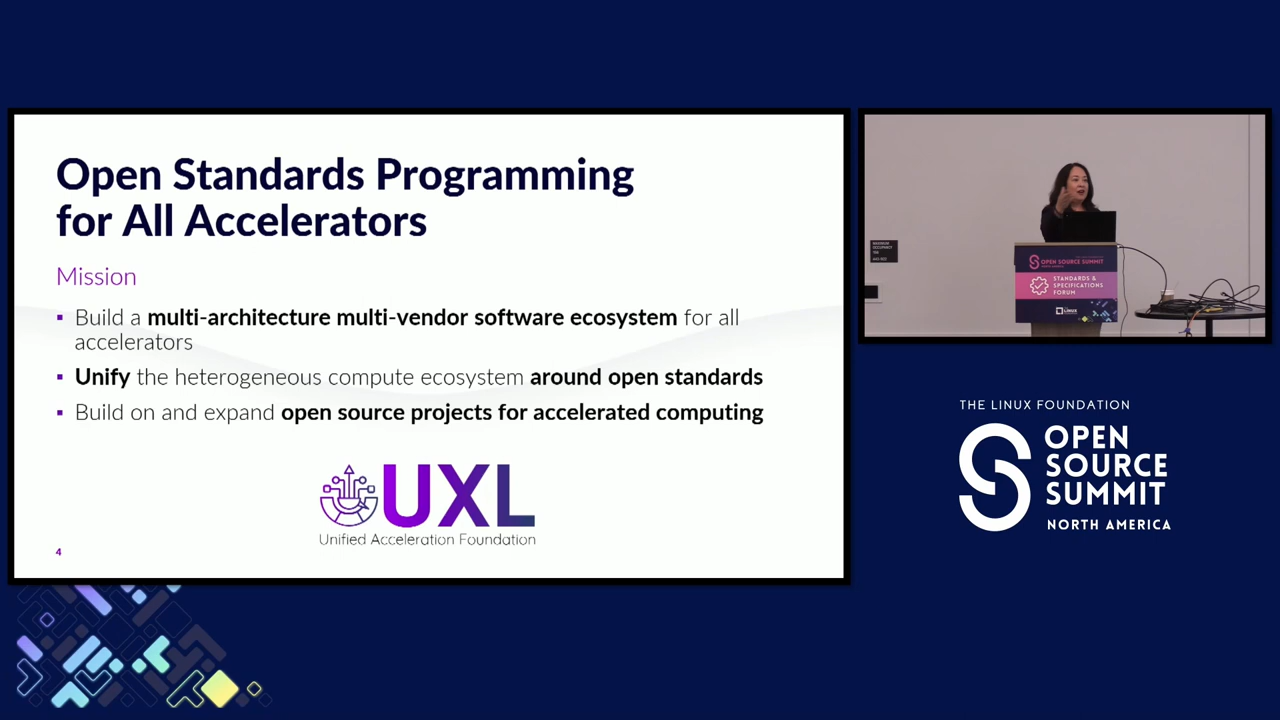 Open Standards Programming
for All Accelerators
Mission
▪ Build a multi-architecture multi-vendor software ecosystem for all
accelerators
▪ Unify the heterogeneous compute ecosystem around open standards
▪ Build on and expand open source projects for accelerated computing
UXL
Unified Acceleration Foundation
4
MAXIMUM
OCCUPANCY
OPEN SOURCE SUMMIT
STANDARDS &
SPECIFICATIONS
FORUM
THE LINUX FOUNDATION
OPEN
SOURCE
SUMMIT
NORTH AMERICA